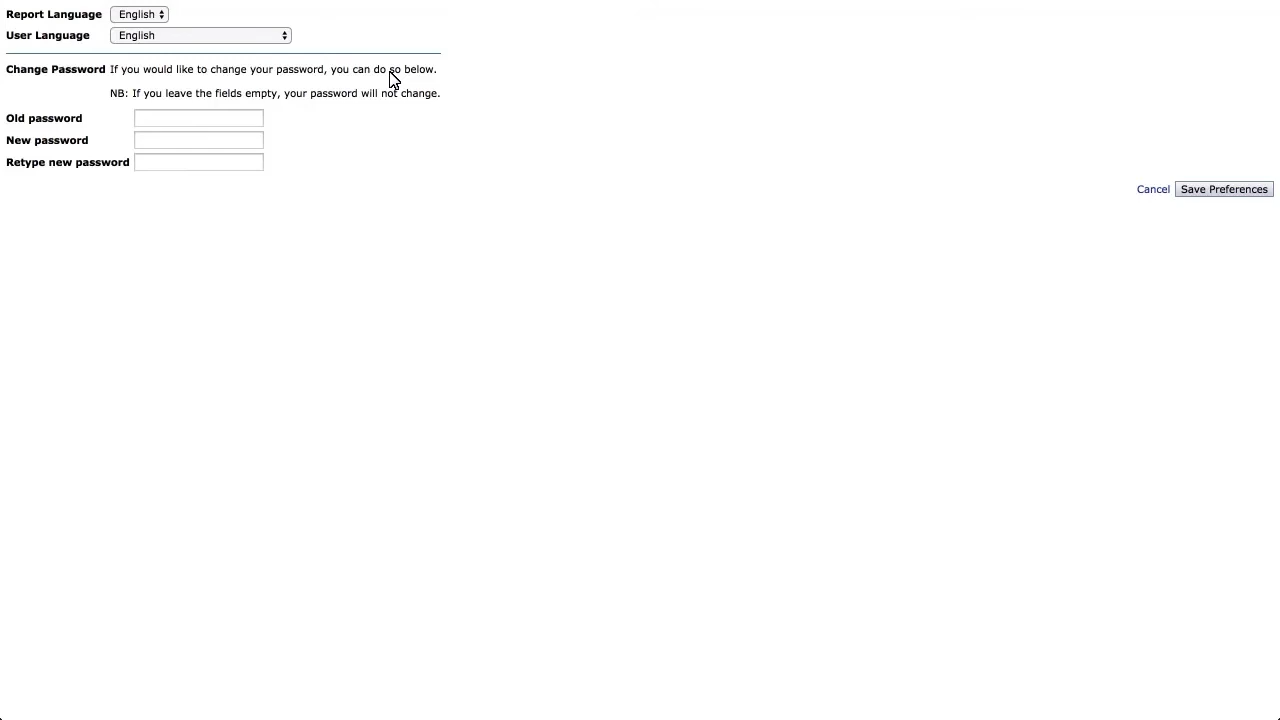 Report Language English
User Language English
Change Password If you would like to change your password, you can do so below.
NB: If you leave the fields empty, your password will not change.
Old password
New password
Retype new password
Cancel Save Preferences